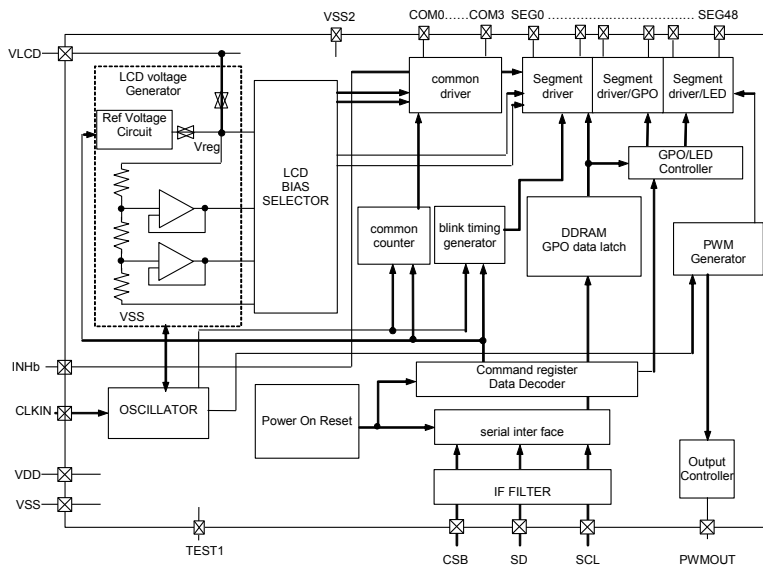 VSS2
COM0......COM3
SEG0 .................... SEG48
VLCD
LCD voltage
Generator
Ref Voltage
Circuit
Vreg
VSS
LCD
BIAS
SELECTOR
common
driver
Segment
driver
Segment
driver/GPO
Segment
driver/LED
GPO/LED
Controller
common
counter
blink timing
generator
DDRAM
GPO data latch
PWM
Generator
INHb
CLKIN
OSCILLATOR
Power On Reset
Command register
Data Decoder
serial inter face
IF FILTER
Output
Controller
VDD
VSS
TEST1
CSB
SD
SCL
PWMOUT